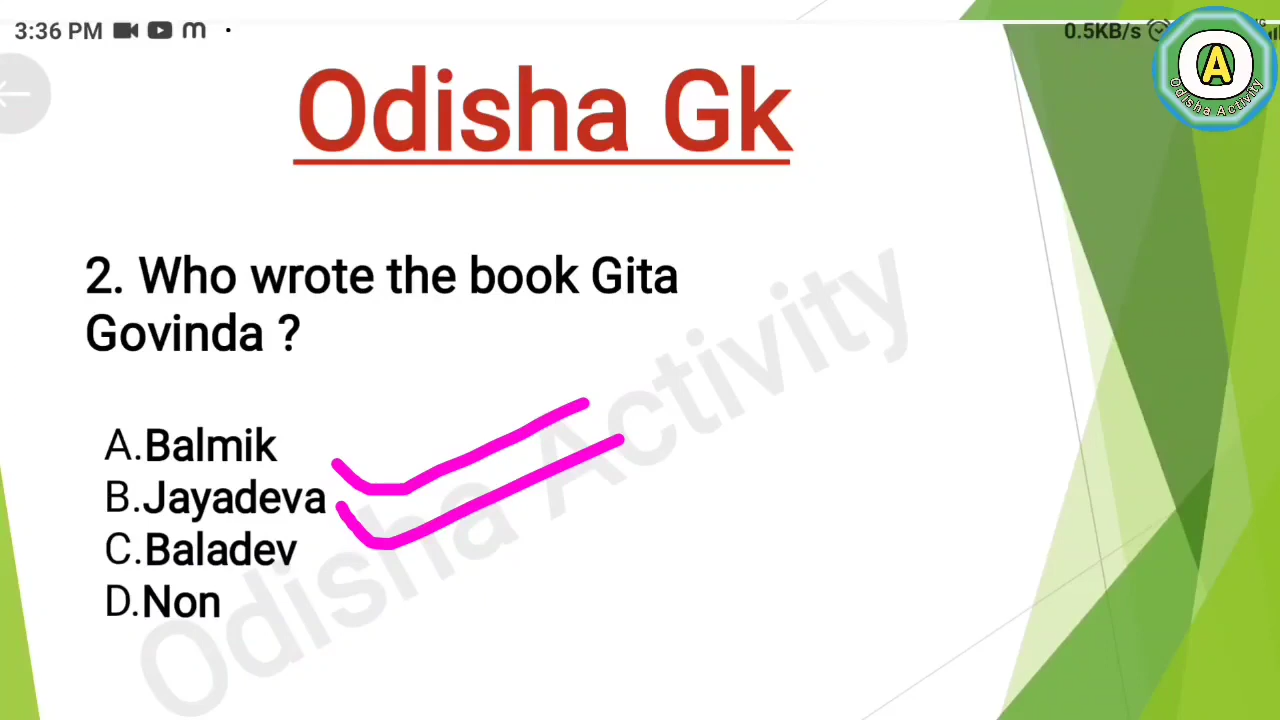 3:36 PM
0.5KB/s
A
Odisha Activity
Odisha Gk
2. Who wrote the book Gita
Govinda ?
A.Balmik
B.Jayadeva
C.Baladev
D.Non
Odisha Activity